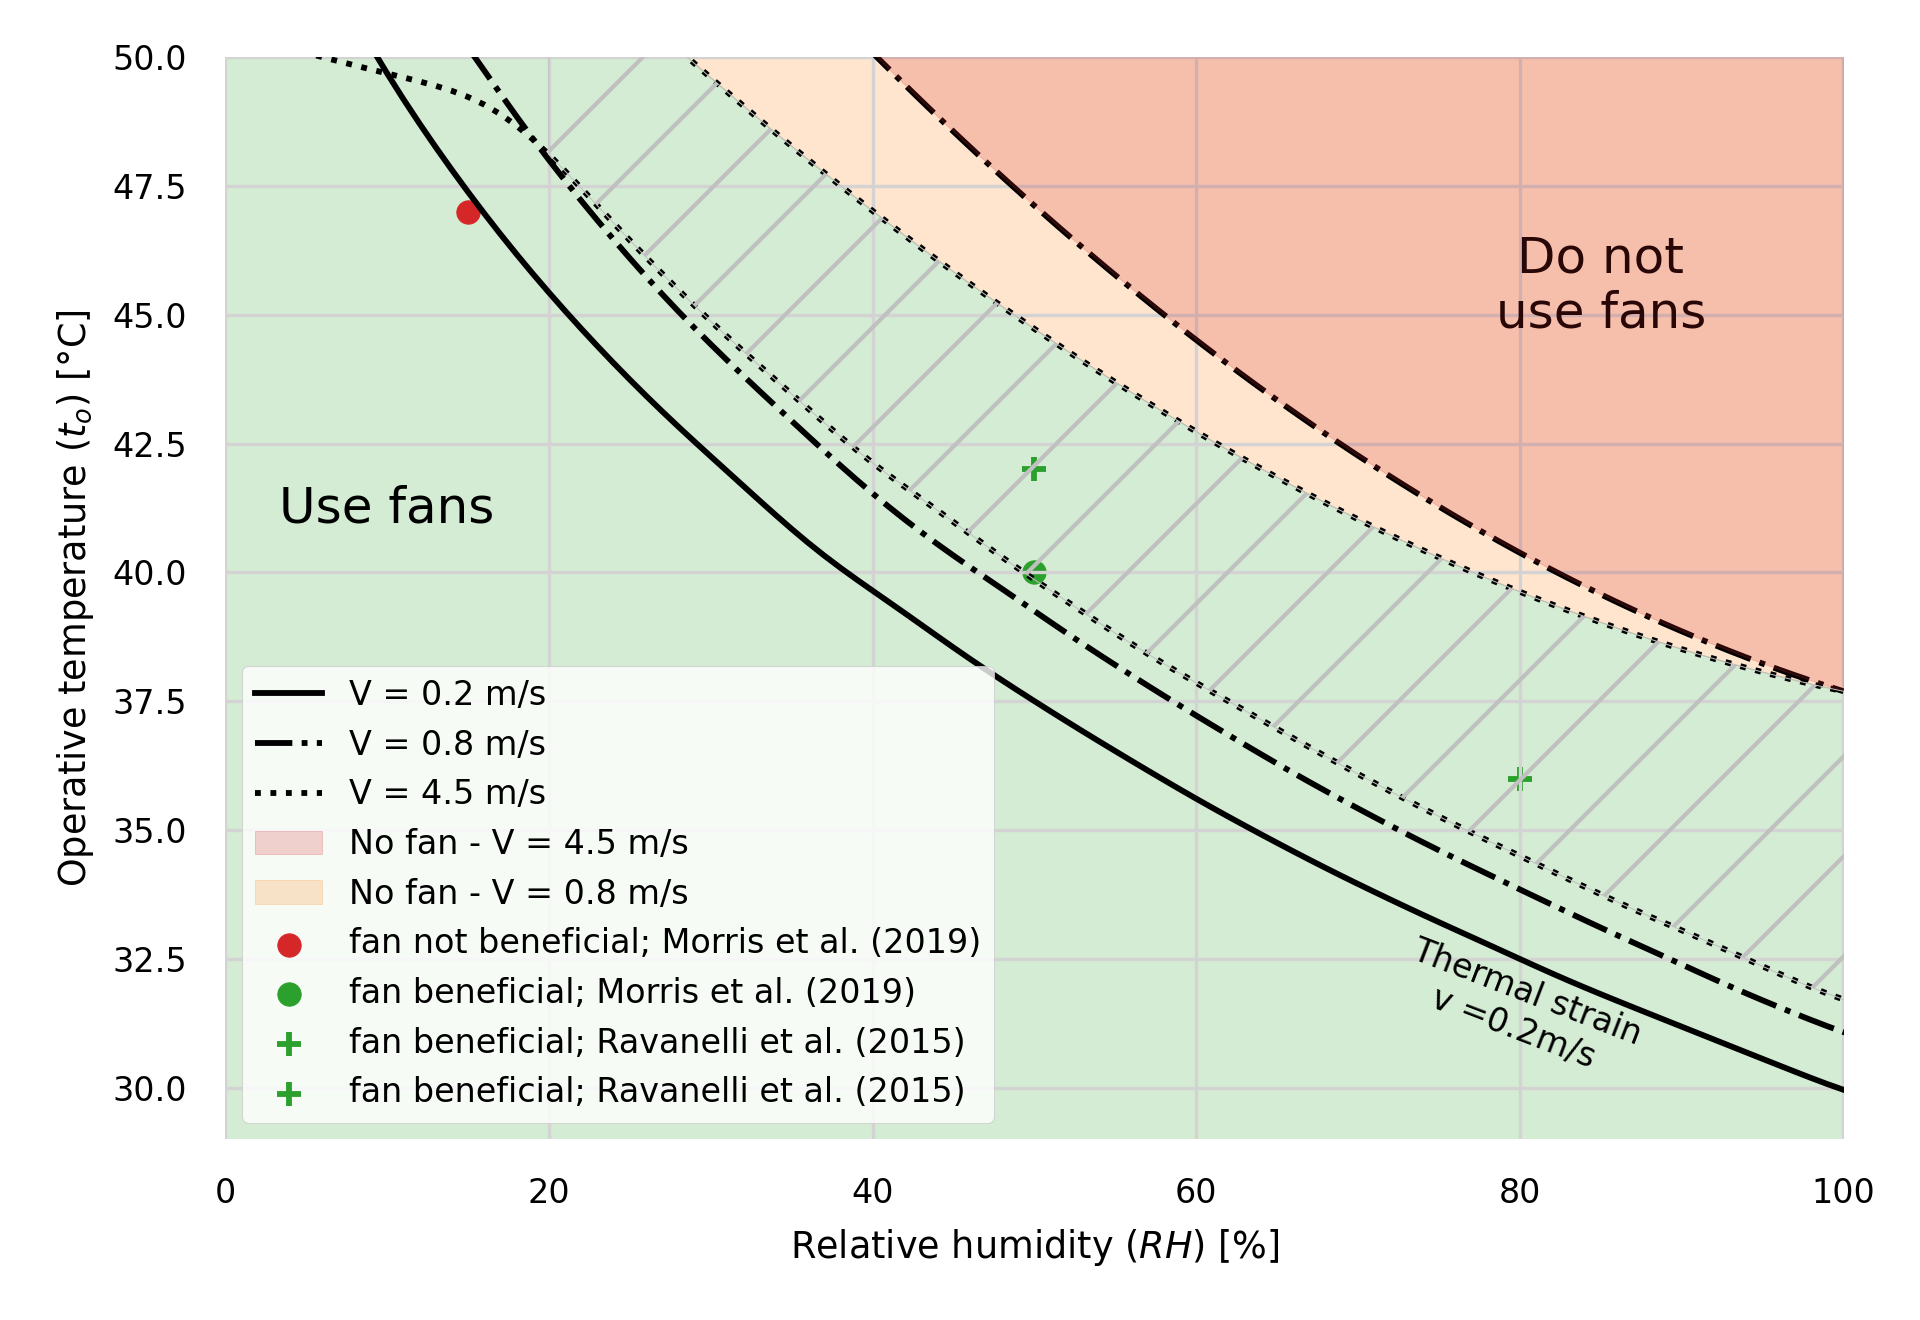 50.0
47.5
45.0
42.5
40.0
37.5
35.0
32.5
30.0
Operative temperature (tₒ) [°C]
Do not
use fans
Use fans
V = 0.2 m/s
V = 0.8 m/s
V = 4.5 m/s
No fan - V = 4.5 m/s
No fan - V = 0.8 m/s
fan not beneficial; Morris et al. (2019)
fan beneficial; Morris et al. (2019)
fan beneficial; Ravanelli et al. (2015)
fan beneficial; Ravanelli et al. (2015)
Thermal strain
v =0.2m/s
0 20 40 60 80 100
Relative humidity (RH) [%]